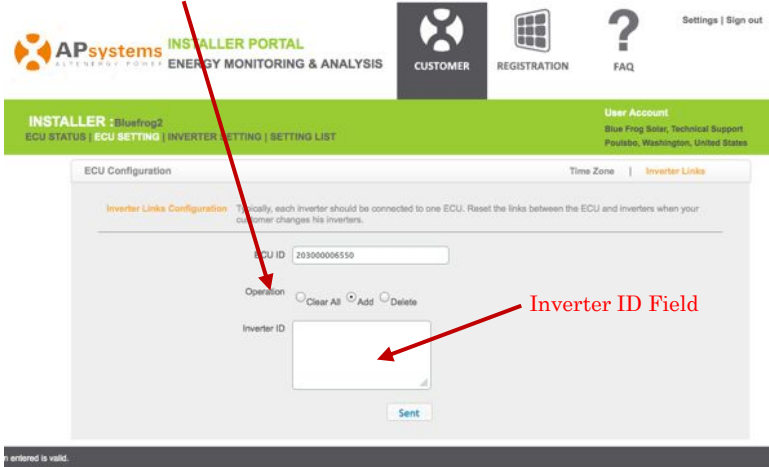 APsystems
ALTENERGY POWER
INSTALLER PORTAL
ENERGY MONITORING & ANALYSIS
CUSTOMER
REGISTRATION
FAQ
Settings | Sign out
INSTALLER :Bluefrog2
ECU STATUS | ECU SETTING | INVERTER SETTING | SETTING LIST
User Account
Blue Frog Solar, Technical Support
Poulsbo, Washington, United States
ECU Configuration
Time Zone | Inverter Links
Inverter Links Configuration
Typically, each inverter should be connected to one ECU. Reset the links between the ECU and inverters when your
customer changes his inverters.
ECU ID 203000006550
Operation Clear All Add Delete
Inverter ID Field
Inverter ID
Sent
n entered is valid.